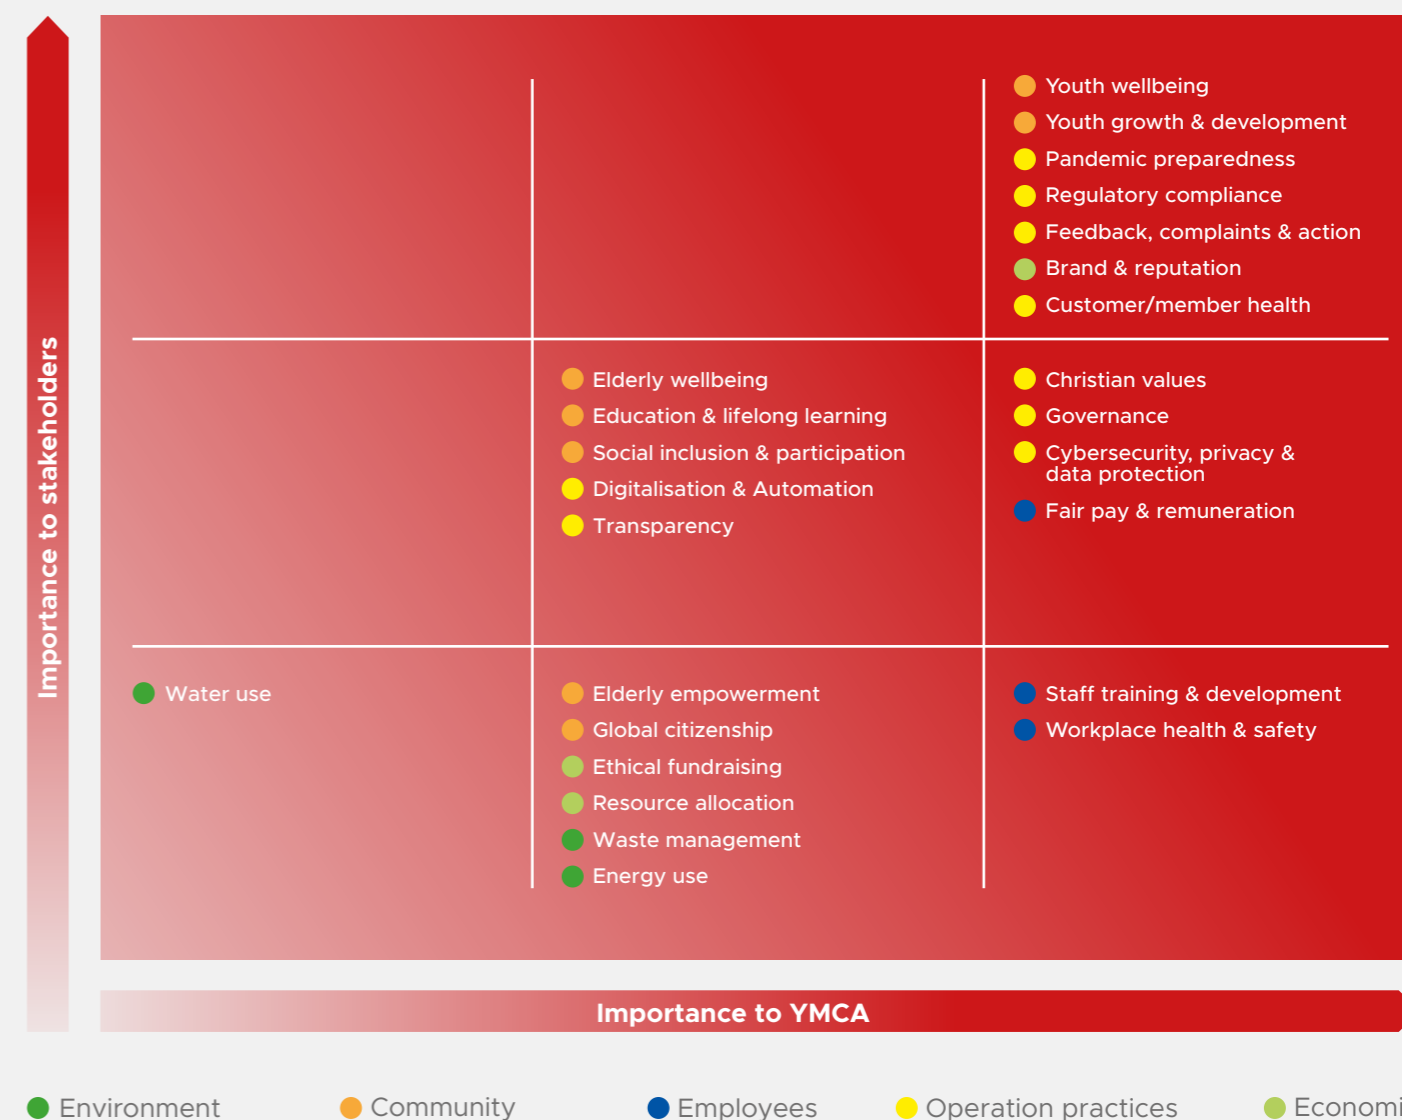 Importance to stakeholders
Youth wellbeing
Youth growth & development
Pandemic preparedness
Regulatory compliance
Feedback, complaints & action
Brand & reputation
Customer/member health
Elderly wellbeing
Education & lifelong learning
Social inclusion & participation
Digitalisation & Automation
Transparency
Christian values
Governance
Cybersecurity, privacy &
data protection
Fair pay & remuneration
Water use
Elderly empowerment
Global citizenship
Ethical fundraising
Resource allocation
Waste management
Energy use
Staff training & development
Workplace health & safety
Importance to YMCA
Environment
Community
Employees
Operation practices